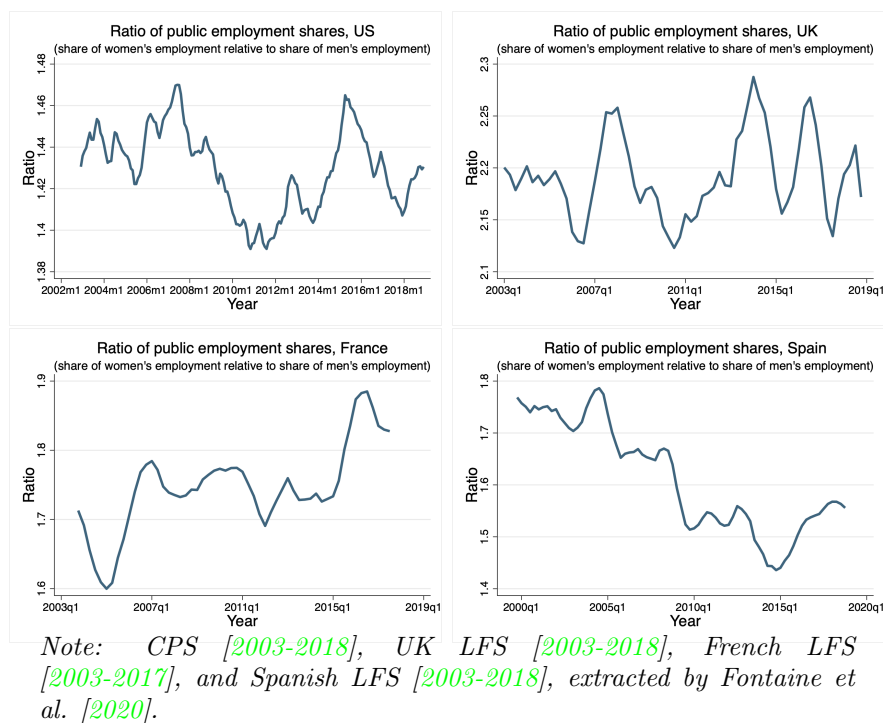 Ratio of public employment shares, US
(share of women's employment relative to share of men's employment)
Ratio
1.48
1.46
1.44
1.42
1.4
1.38
2002m1 2004m1 2006m1 2008m1 2010m1 2012m1 2014m1 2016m1 2018m1
Year
Ratio of public employment shares, UK
(share of women's employment relative to share of men's employment)
Ratio
2.3
2.25
2.2
2.15
2.1
2003q1 2007q1 2011q1 2015q1 2019q1
Year
Ratio of public employment shares, France
(share of women's employment relative to share of men's employment)
Ratio
1.9
1.8
1.7
1.6
2003q1 2007q1 2011q1 2015q1 2019q1
Year
Ratio of public employment shares, Spain
(share of women's employment relative to share of men's employment)
Ratio
1.8
1.7
1.6
1.5
1.4
2000q1 2005q1 2010q1 2015q1 2020q1
Year
Note: CPS [2003-2018], UK LFS [2003-2018], French LFS
[2003-2017], and Spanish LFS [2003-2018], extracted by Fontaine et
al. [2020].